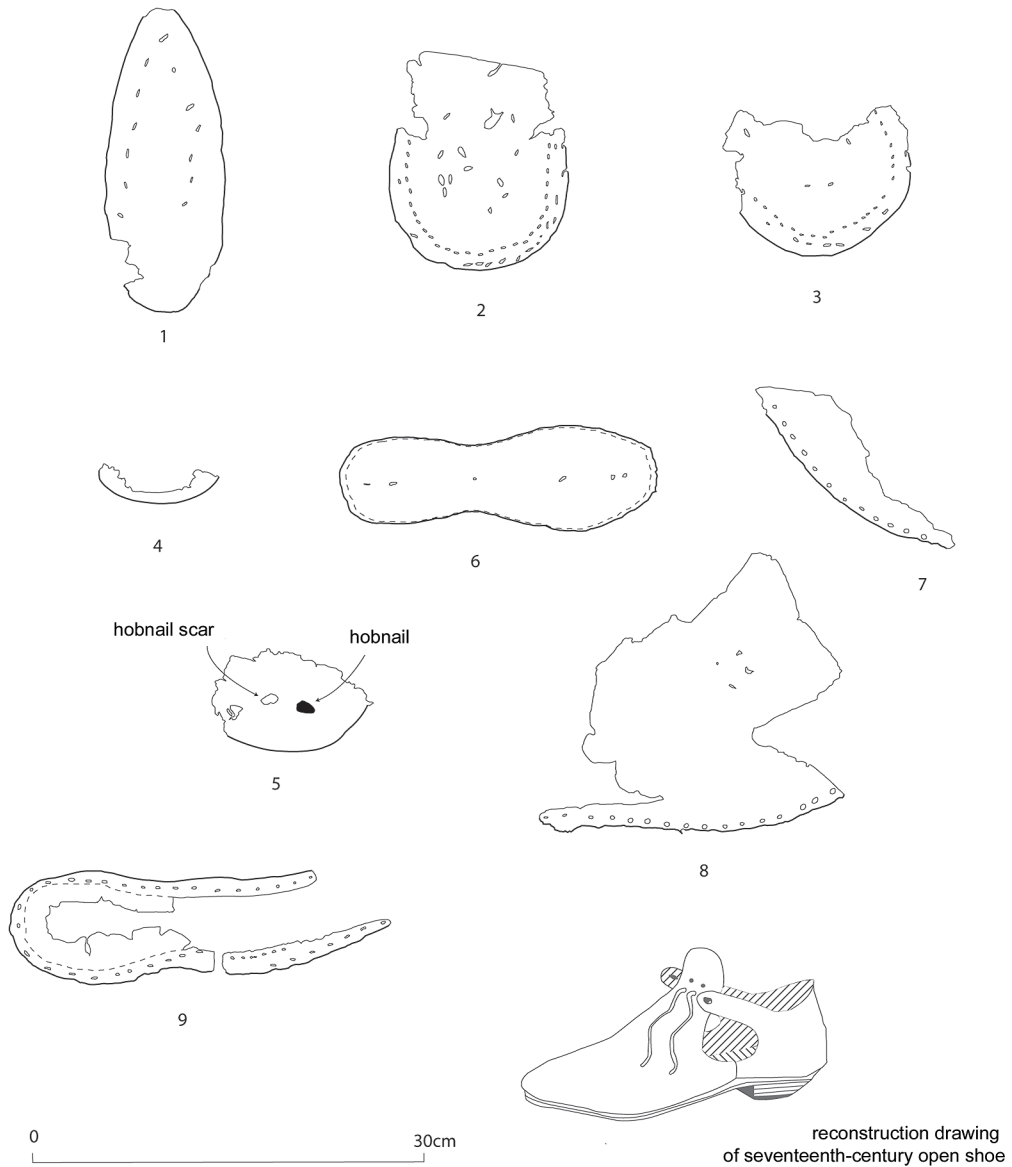 1
2
3
4
6
7
hobnail scar
hobnail
5
8
9
0
30cm
reconstruction drawing
of seventeenth-century open shoe